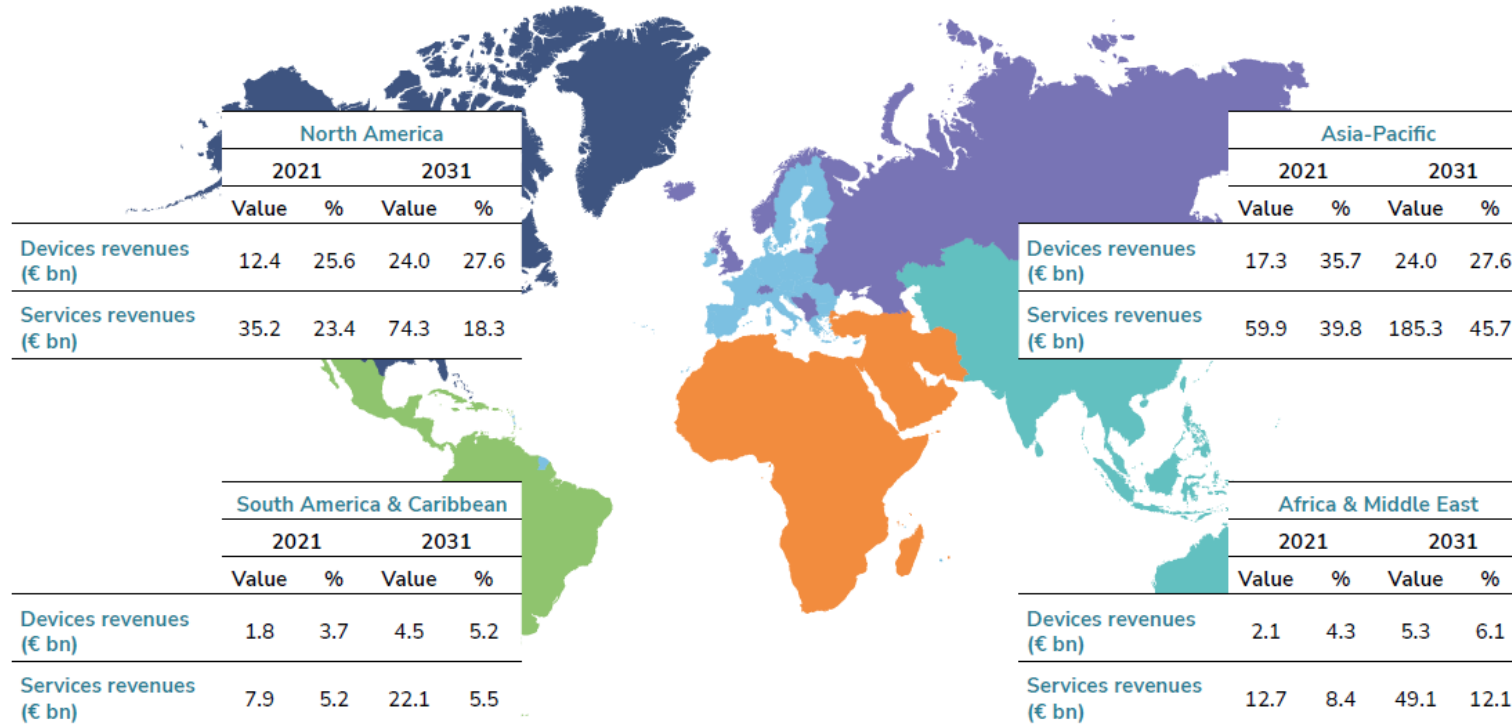 North America
2021 2031
Value % Value %
Devices revenues
(€ bn)
12.4 25.6 24.0 27.6
Services revenues
(€ bn)
35.2 23.4 74.3 18.3
Asia-Pacific
2021 2031
Value % Value %
Devices revenues
(€ bn)
17.3 35.7 24.0 27.6
Services revenues
(€ bn)
59.9 39.8 185.3 45.7
South America & Caribbean
2021 2031
Value % Value %
Devices revenues
(€ bn)
1.8 3.7 4.5 5.2
Services revenues
(€ bn)
7.9 5.2 22.1 5.5
Africa & Middle East
2021 2031
Value % Value %
Devices revenues
(€ bn)
2.1 4.3 5.3 6.1
Services revenues
(€ bn)
12.7 8.4 49.1 12.1